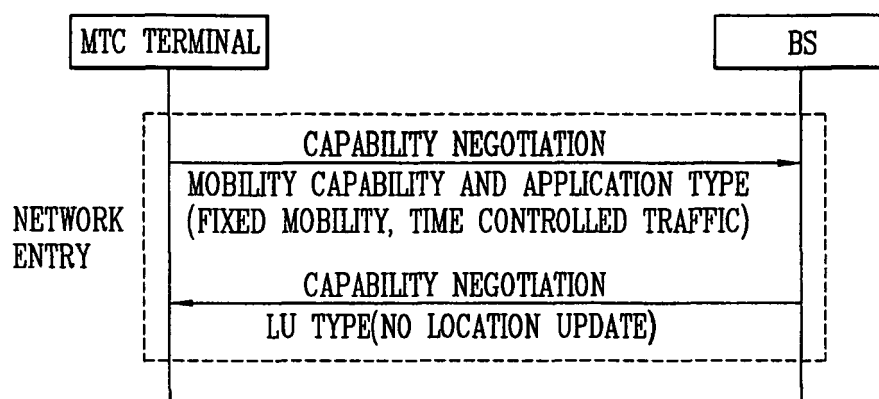 MTC TERMINAL
BS
CAPABILITY NEGOTIATION
MOBILITY CAPABILITY AND APPLICATION TYPE
(FIXED MOBILITY, TIME CONTROLLED TRAFFIC)
NETWORK
ENTRY
CAPABILITY NEGOTIATION
LU TYPE(NO LOCATION UPDATE)